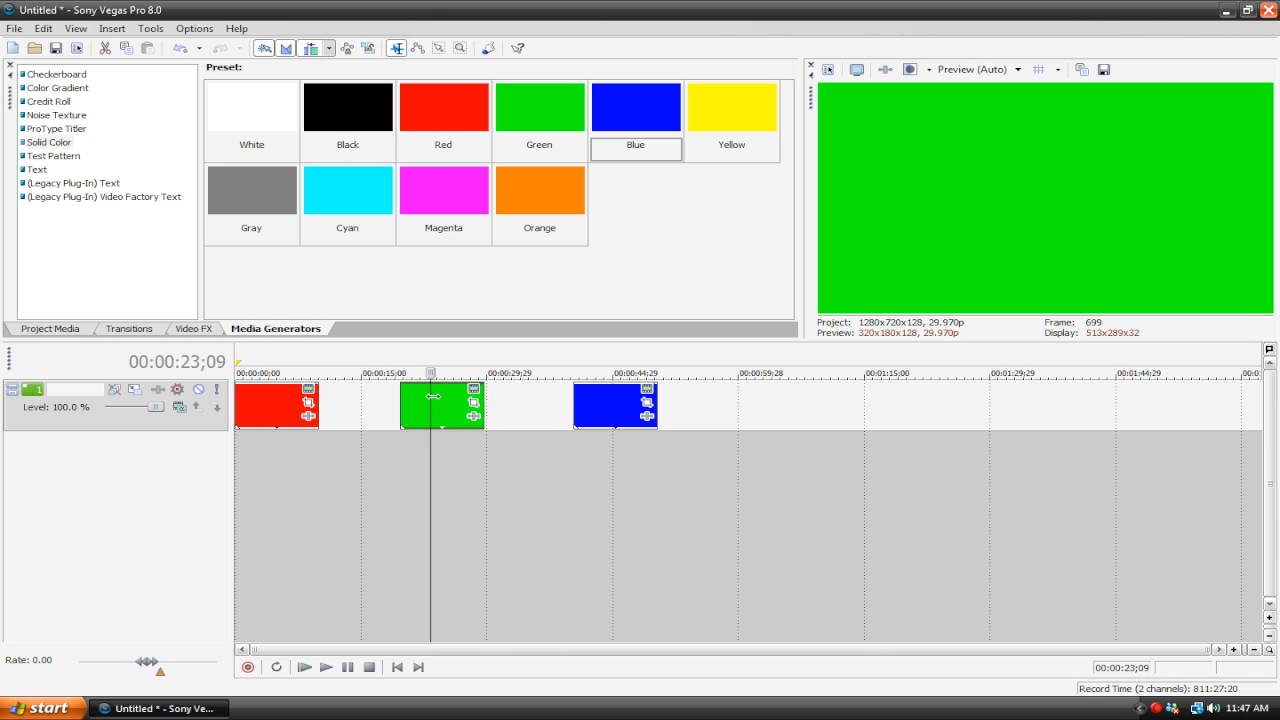 Untitled * - Sony Vegas Pro 8.0
File Edit View Insert Tools Options Help
Checkerboard
Color Gradient
Credit Roll
Noise Texture
ProType Titler
Solid Color
Test Pattern
Text
(Legacy Plug-In) Text
(Legacy Plug-In) Video Factory Text
Preset:
White Black Red Green Blue Yellow
Gray Cyan Magenta Orange
Preview (Auto)
Project: 1280x720x128, 29.970p Frame: 699
Preview: 320x180x128, 29.970p Display: 513x289x32
Project Media Transitions Video FX Media Generators
00:00:23;09
00:00:00;00 00:00:15;00 00:00:29;29 00:00:44;29 00:00:59;28 00:01:15;00 00:01:29;29 00:01:44;29 00:0
1
Level: 100.0 %
Rate: 0.00
00:00:23;09
Record Time (2 channels): 811:27:20
start Untitled * - Sony Ve... 11:47 AM